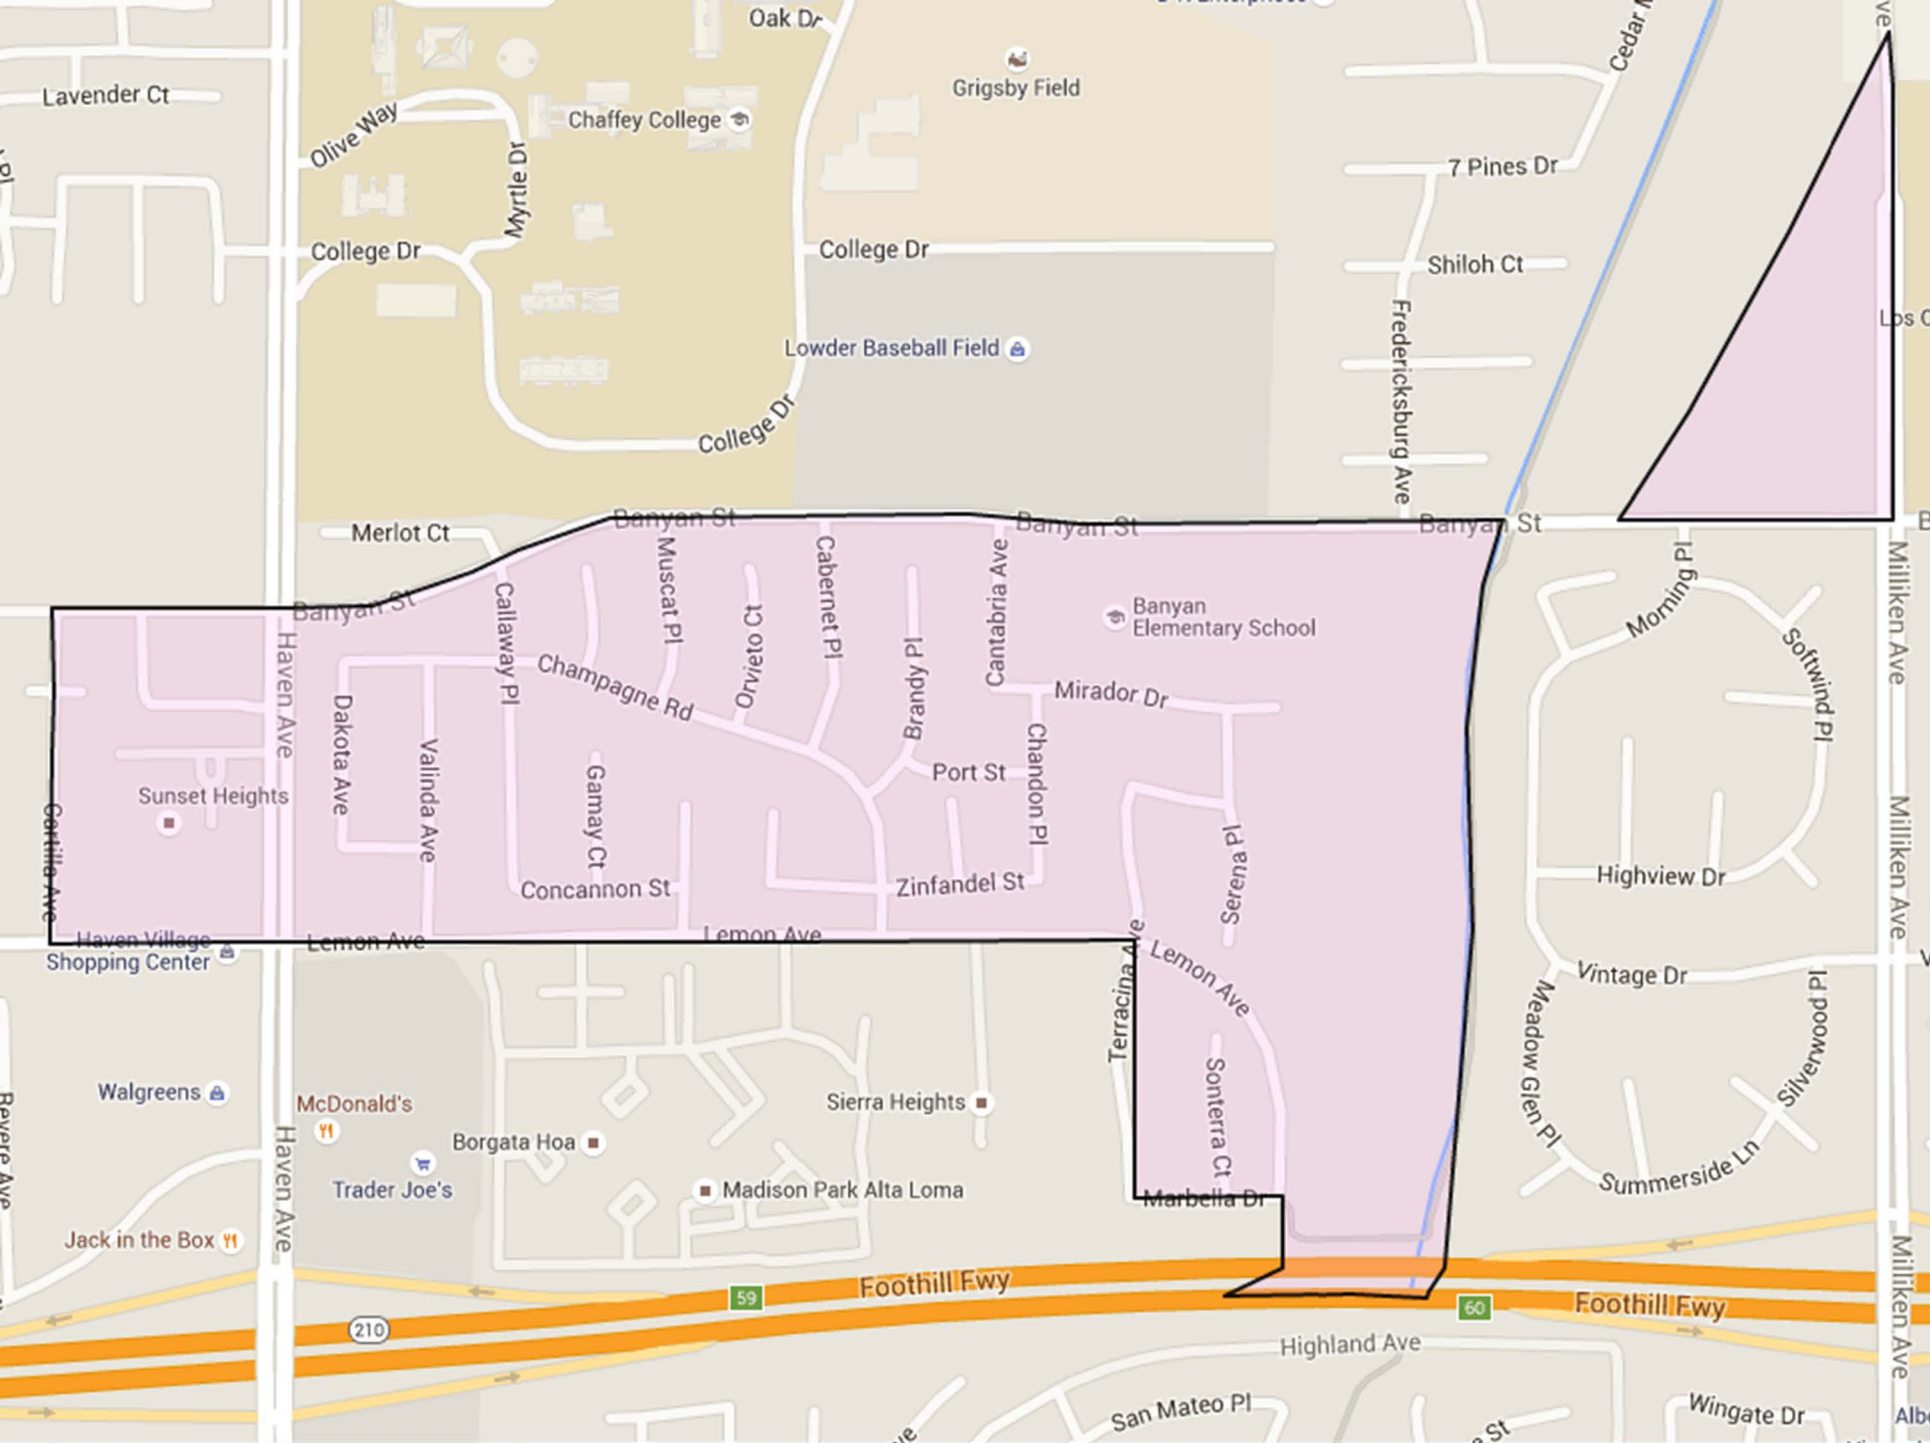 Oak Dr
Cedar
Grigsby Field
Lavender Ct
Olive Way
Chaffey College
Myrtle Dr
7 Pines Dr
College Dr
College Dr
Shiloh Ct
Fredericksburg Ave
Los
Lowder Baseball Field
College Dr
Banyan St
Banyan St
Banyan St
Merlot Ct
Banyan St
Muscat Pl
Cabernet Pl
Cantabria Ave
Morning Pl
Milliken Ave
Callaway Pl
Orvieto Ct
Brandy Pl
Banyan
Elementary School
Softwind Pl
Haven Ave
Champagne Rd
Mirador Dr
Dakota Ave
Valinda Ave
Gamay Ct
Port St
Chandon Pl
Sunset Heights
Cartilla Ave
Serena Pl
Milliken Ave
Highview Dr
Concannon St
Zinfandel St
Haven Village
Shopping Center
Lemon Ave
Lemon Ave
Terracina Ave
Lemon Ave
Vintage Dr
Meadow Glen Pl
Silverwood Pl
Walgreens
McDonald's
Sierra Heights
Sonterra Ct
Borgata Hoa
Trader Joe's
Madison Park Alta Loma
Marbella Dr
Summerside Ln
Revere Ave
Haven Ave
Jack in the Box
Foothill Fwy
59
60
Foothill Fwy
210
Milliken Ave
Highland Ave
San Mateo Pl
Wingate Dr
St